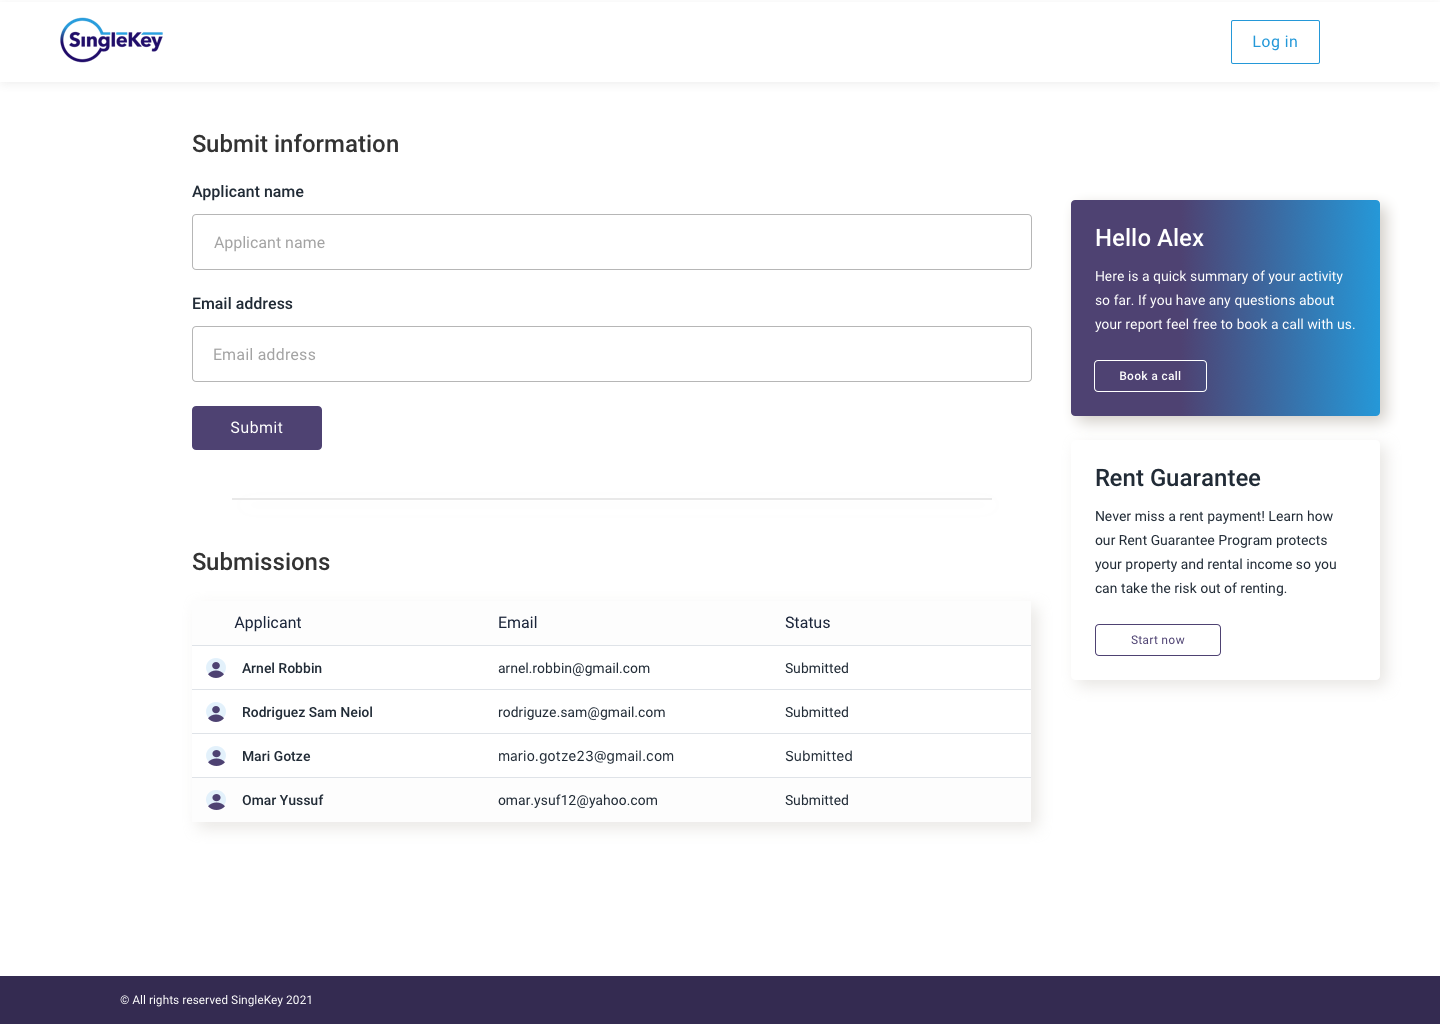 SingleKey
Log in
Submit information
Applicant name
Applicant name
Email address
Email address
Submit
Submissions
Applicant Email Status
Arnel Robbin arnel.robbin@gmail.com Submitted
Rodriguez Sam Neiol rodriguze.sam@gmail.com Submitted
Mari Gotze mario.gotze23@gmail.com Submitted
Omar Yussuf omar.ysuf12@yahoo.com Submitted
Hello Alex
Here is a quick summary of your activity
so far. If you have any questions about
your report feel free to book a call with us.
Book a call
Rent Guarantee
Never miss a rent payment! Learn how
our Rent Guarantee Program protects
your property and rental income so you
can take the risk out of renting.
Start now
© All rights reserved SingleKey 2021